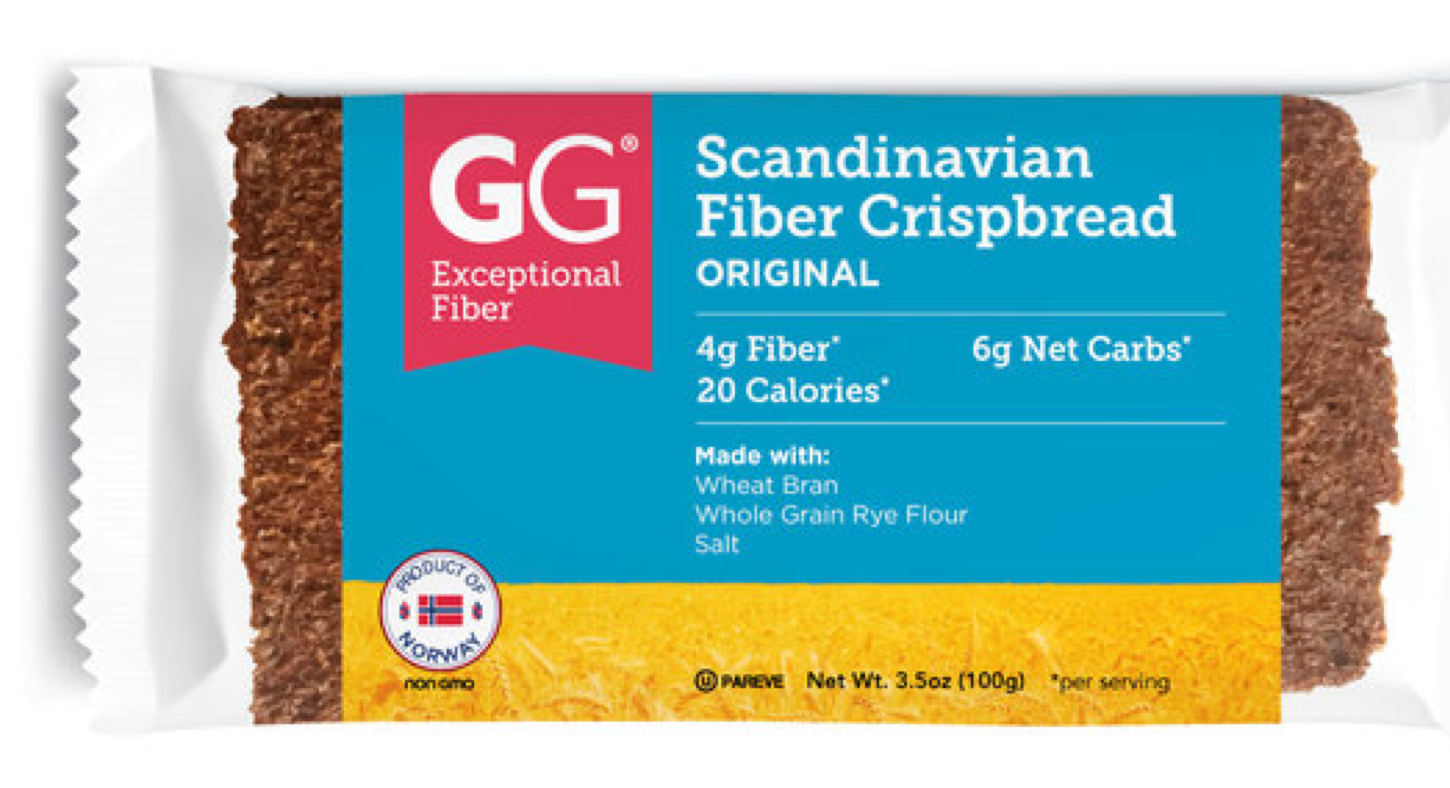 GG®
Exceptional
Fiber
Scandinavian
Fiber Crispbread
ORIGINAL
4g Fiber*
6g Net Carbs*
20 Calories*
Made with:
Wheat Bran
Whole Grain Rye Flour
Salt
PRODUCT OF
NORWAY
non gmo
Ⓤ PAREVE Net Wt. 3.5oz (100g) *per serving